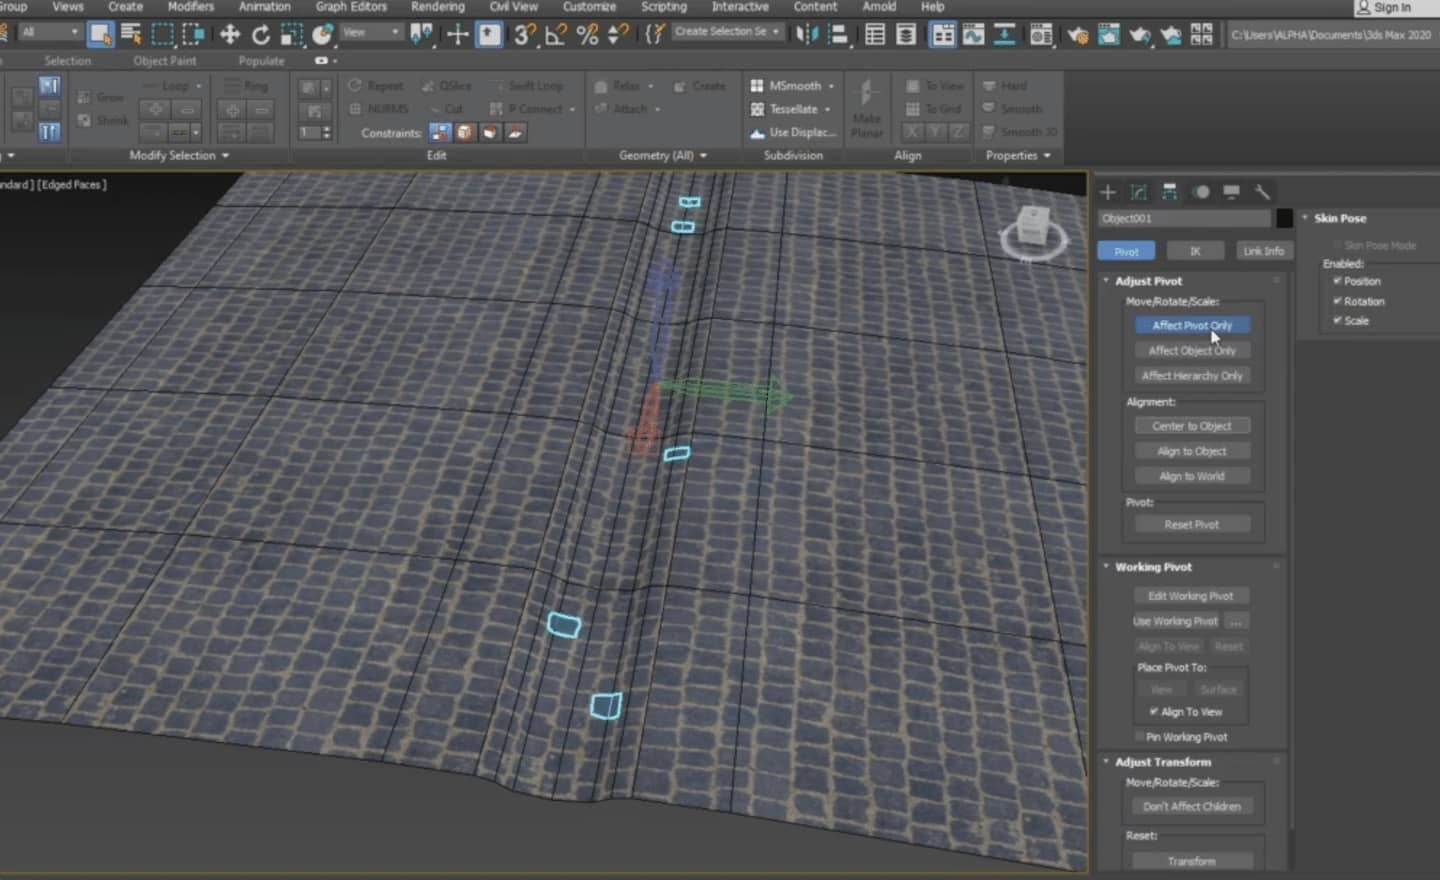 Group Views Create Modifiers Animation Graph Editors Rendering Civil View Customize Scripting Interactive Content Arnold Help Sign In
All View Create Selection Se C:\Users\ALPHA\Documents\3ds Max 2020
Selection Object Paint Populate
Loop Ring Repeat QSlice Swift Loop Relax Create MSmooth To View Hard
Grow NURMS Cut P Connect Attach Tessellate Make Planar To Grid Smooth
Shrink 1 Constraints: Use Displac... X Y Z Smooth 30
Modify Selection Edit Geometry (All) Subdivision Align Properties
ndard ] [Edged Faces ]
Object001
Pivot IK Link Info
Adjust Pivot
Move/Rotate/Scale:
Affect Pivot Only
Affect Object Only
Affect Hierarchy Only
Alignment:
Center to Object
Align to Object
Align to World
Pivot:
Reset Pivot
Working Pivot
Edit Working Pivot
Use Working Pivot ...
Align To View Reset
Place Pivot To:
View Surface
Align To View
Pin Working Pivot
Adjust Transform
Move/Rotate/Scale:
Don't Affect Children
Reset:
Transform
Skin Pose
Skin Pose Mode
Enabled:
Position
Rotation
Scale